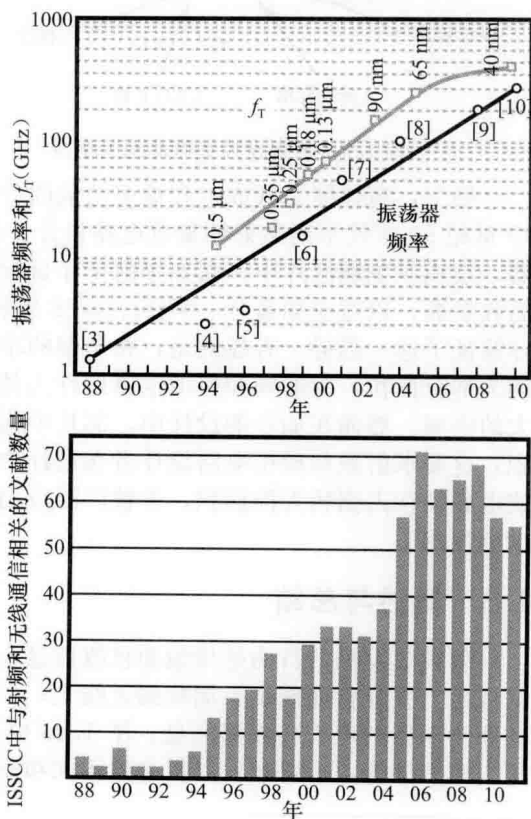 1000
100
10
1
振荡器频率和 f_T(GHz)
f_T
0.5 μm
0.35 μm
0.25 μm
0.18 μm
0.13 μm
90 nm
65 nm
40 nm
[3]
[4]
[5]
[6]
[7]
[8]
[9]
[10]
振荡器
频率
88 90 92 94 96 98 00 02 04 06 08 10
年
ISSCC中与射频和无线通信相关的文献数量
70
60
50
40
30
20
10
88 90 92 94 96 98 00 02 04 06 08 10
年